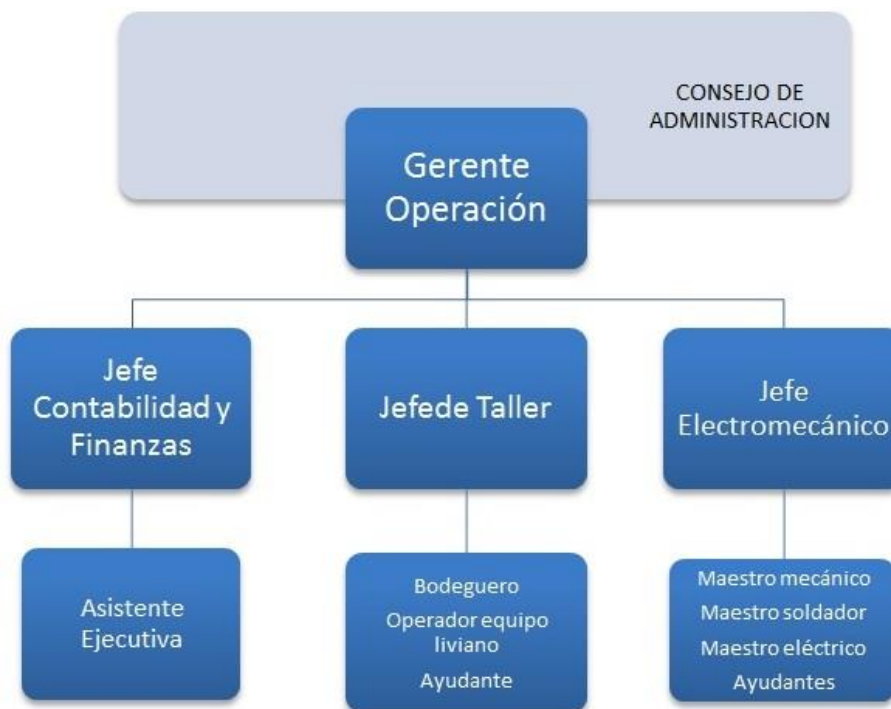 CONSEJO DE
ADMINISTRACION
Gerente
Operación
Jefe
Contabilidad y
Finanzas
Jefede Taller
Jefe
Electromecánico
Asistente
Ejecutiva
Bodeguero
Operador equipo
liviano
Ayudante
Maestro mecánico
Maestro soldador
Maestro eléctrico
Ayudantes